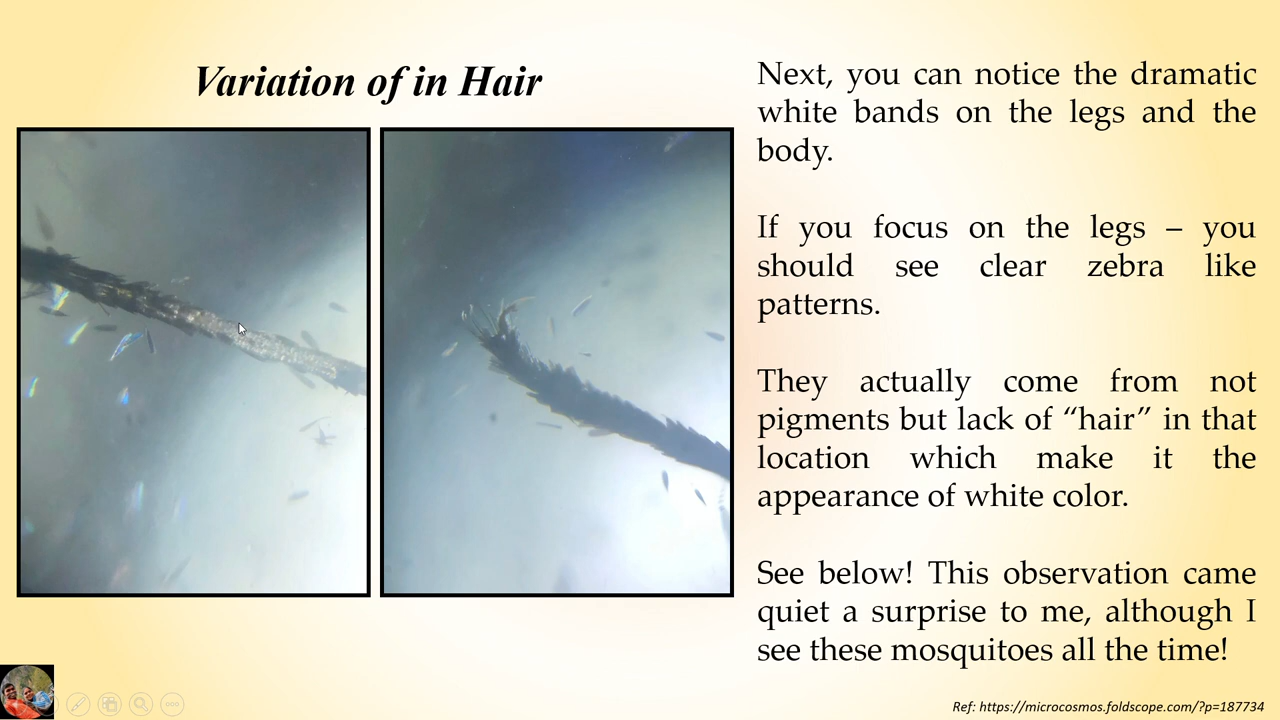 Variation of in Hair
Next, you can notice the dramatic
white bands on the legs and the
body.
If you focus on the legs – you
should see clear zebra like
patterns.
They actually come from not
pigments but lack of “hair” in that
location which make it the
appearance of white color.
See below! This observation came
quiet a surprise to me, although I
see these mosquitoes all the time!
Ref: https://microcosmos.foldscope.com/?p=187734